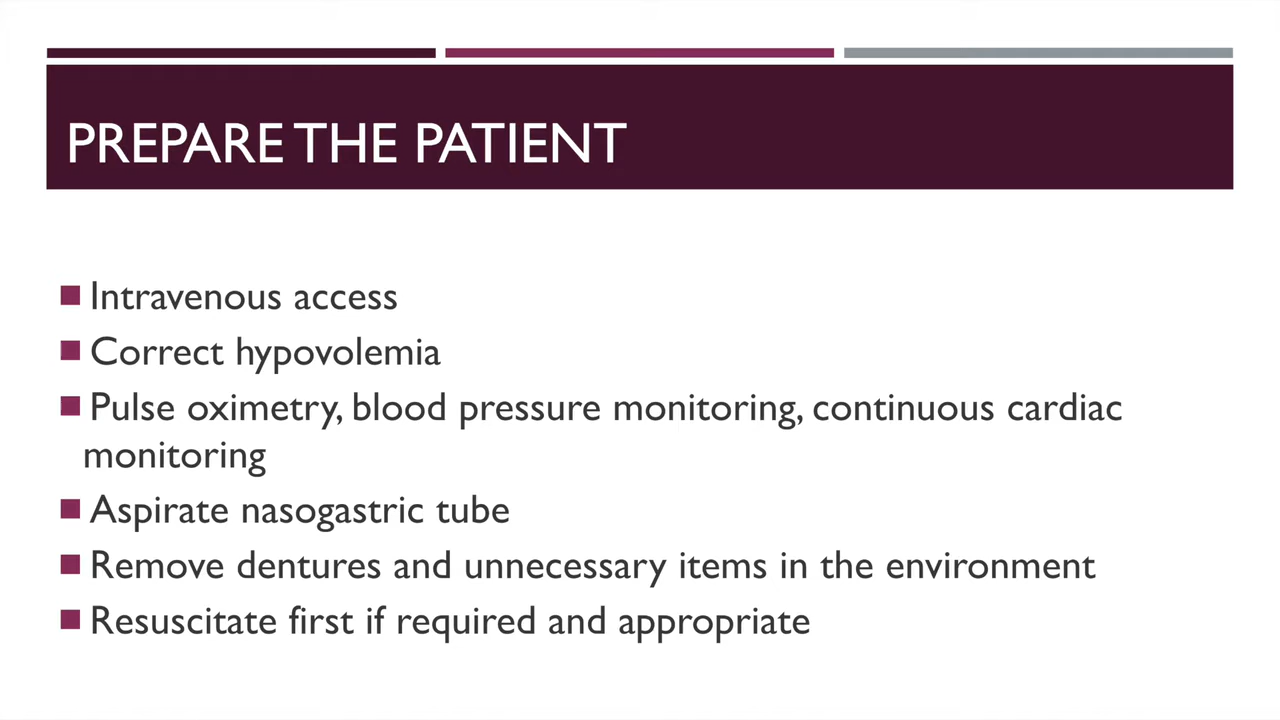 PREPARE THE PATIENT
Intravenous access
Correct hypovolemia
Pulse oximetry, blood pressure monitoring, continuous cardiac
monitoring
Aspirate nasogastric tube
Remove dentures and unnecessary items in the environment
Resuscitate first if required and appropriate